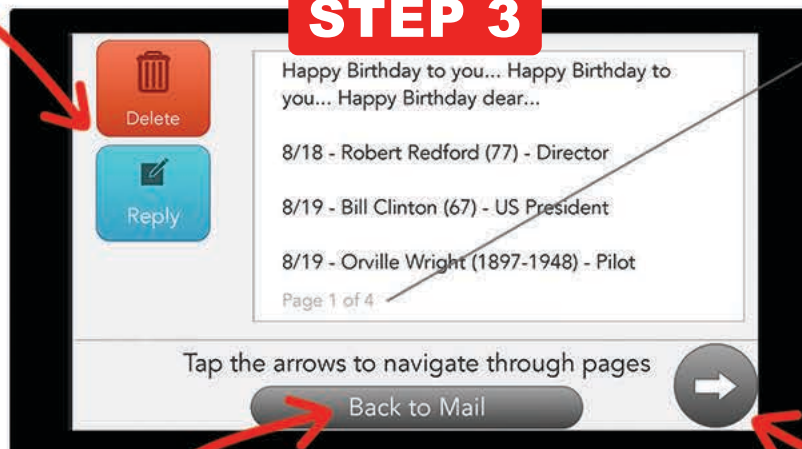 STEP 3
Delete
Reply
Happy Birthday to you... Happy Birthday to
you... Happy Birthday dear...
8/18 - Robert Redford (77) - Director
8/19 - Bill Clinton (67) - US President
8/19 - Orville Wright (1897-1948) - Pilot
Page 1 of 4
Tap the arrows to navigate through pages
Back to Mail